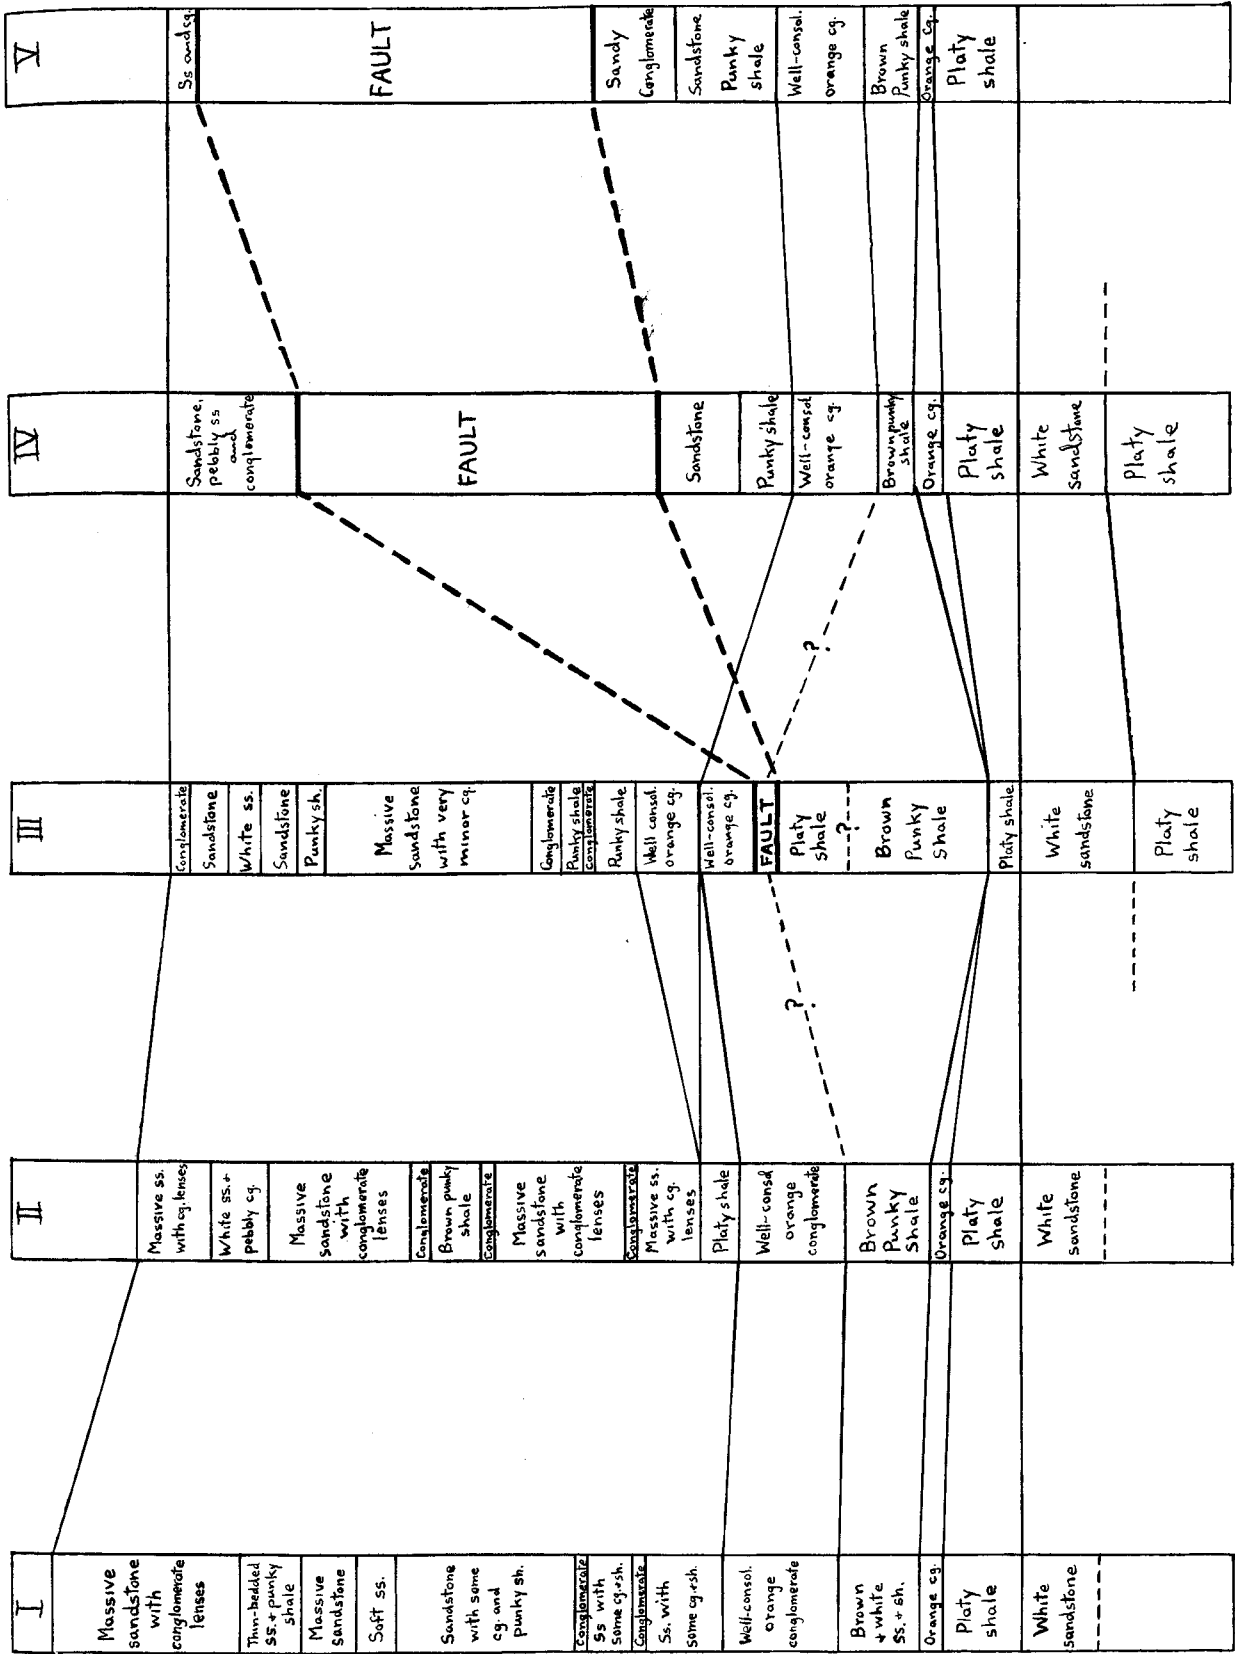 I
Massive
sandstone
with
conglomerate
lenses
Thin-bedded
ss. + punky
shale
Massive
sandstone
Soft ss.
Sandstone
with some
cg. and
punky sh.
Conglomerate
Ss with
some cg.+sh.
Conglomerate
Ss. with
some cg.+sh.
Well-consol.
orange
conglomerate
Brown
+ white
ss. + sh.
Orange cg.
Platy
shale
White
sandstone
II
Massive ss.
with cg. lenses
White ss.+
pebbly cg.
Massive
sandstone
with
conglomerate
lenses
Conglomerate
Brown punky
shale
Conglomerate
Massive
sandstone
with
conglomerate
lenses
Conglomerate
Massive ss.
with cg.
lenses
Platy shale
Well-consol
orange
conglomerate
Brown
Punky
Shale
Orange cg.
Platy
shale
White
sandstone
?
III
Conglomerate
Sandstone
White ss.
Sandstone
Punky sh.
Massive
Sandstone
with very
minor cg.
Conglomerate
Punky shale
Conglomerate
Punky shale
Well consol.
orange cg.
Well-consol.
orange cg.
FAULT
Platy
shale
?
Brown
Punky
Shale
Platy shale
White
sandstone
Platy
shale
?
IV
Sandstone,
pebbly ss
and
conglomerate
FAULT
Sandstone
Punky shale
Well-consol
orange cg.
Brown punky
shale
Orange cg.
Platy
shale
White
sandstone
Platy
shale
V
Ss and cg.
FAULT
Sandy
Conglomerate
Sandstone
Punky
shale
Well-consol.
orange cg.
Brown
Punky shale
Orange cg.
Platy
shale